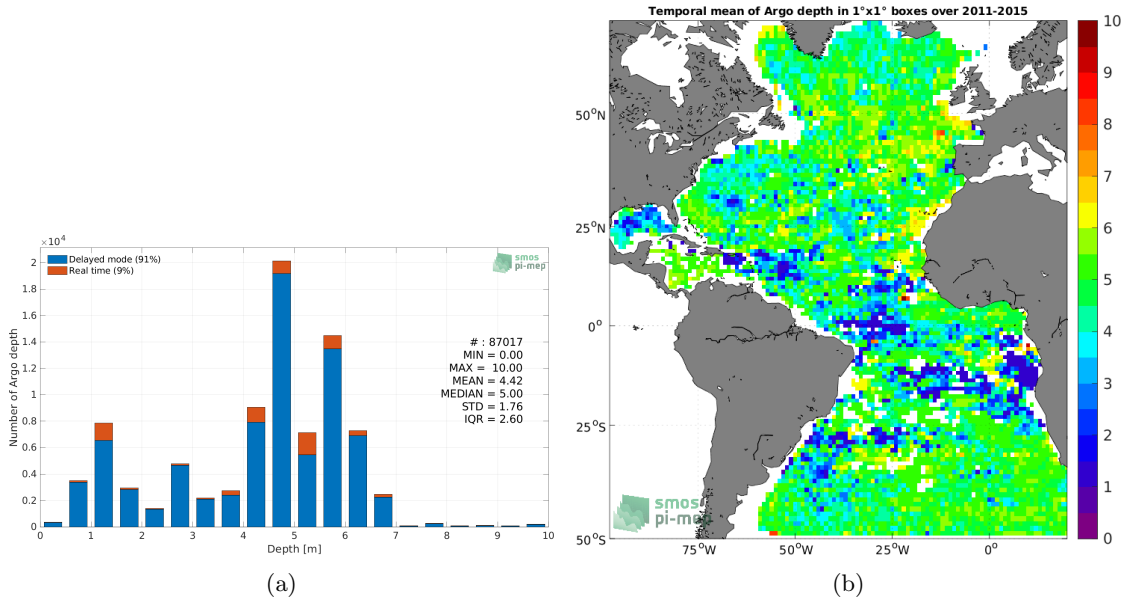 ×10⁴
Delayed mode (91%)
Real time (9%)
smos
pi-mep
2
1.8
1.6
1.4
1.2
1
0.8
0.6
0.4
0.2
0
Number of Argo depth
# : 87017
MIN = 0.00
MAX = 10.00
MEAN = 4.42
MEDIAN = 5.00
STD = 1.76
IQR = 2.60
0 1 2 3 4 5 6 7 8 9 10
Depth [m]
(a)
Temporal mean of Argo depth in 1°x1° boxes over 2011-2015
50°N
25°N
0°
25°S
50°S
75°W 50°W 25°W 0°
smos
pi-mep
10
9
8
7
6
5
4
3
2
1
0
(b)